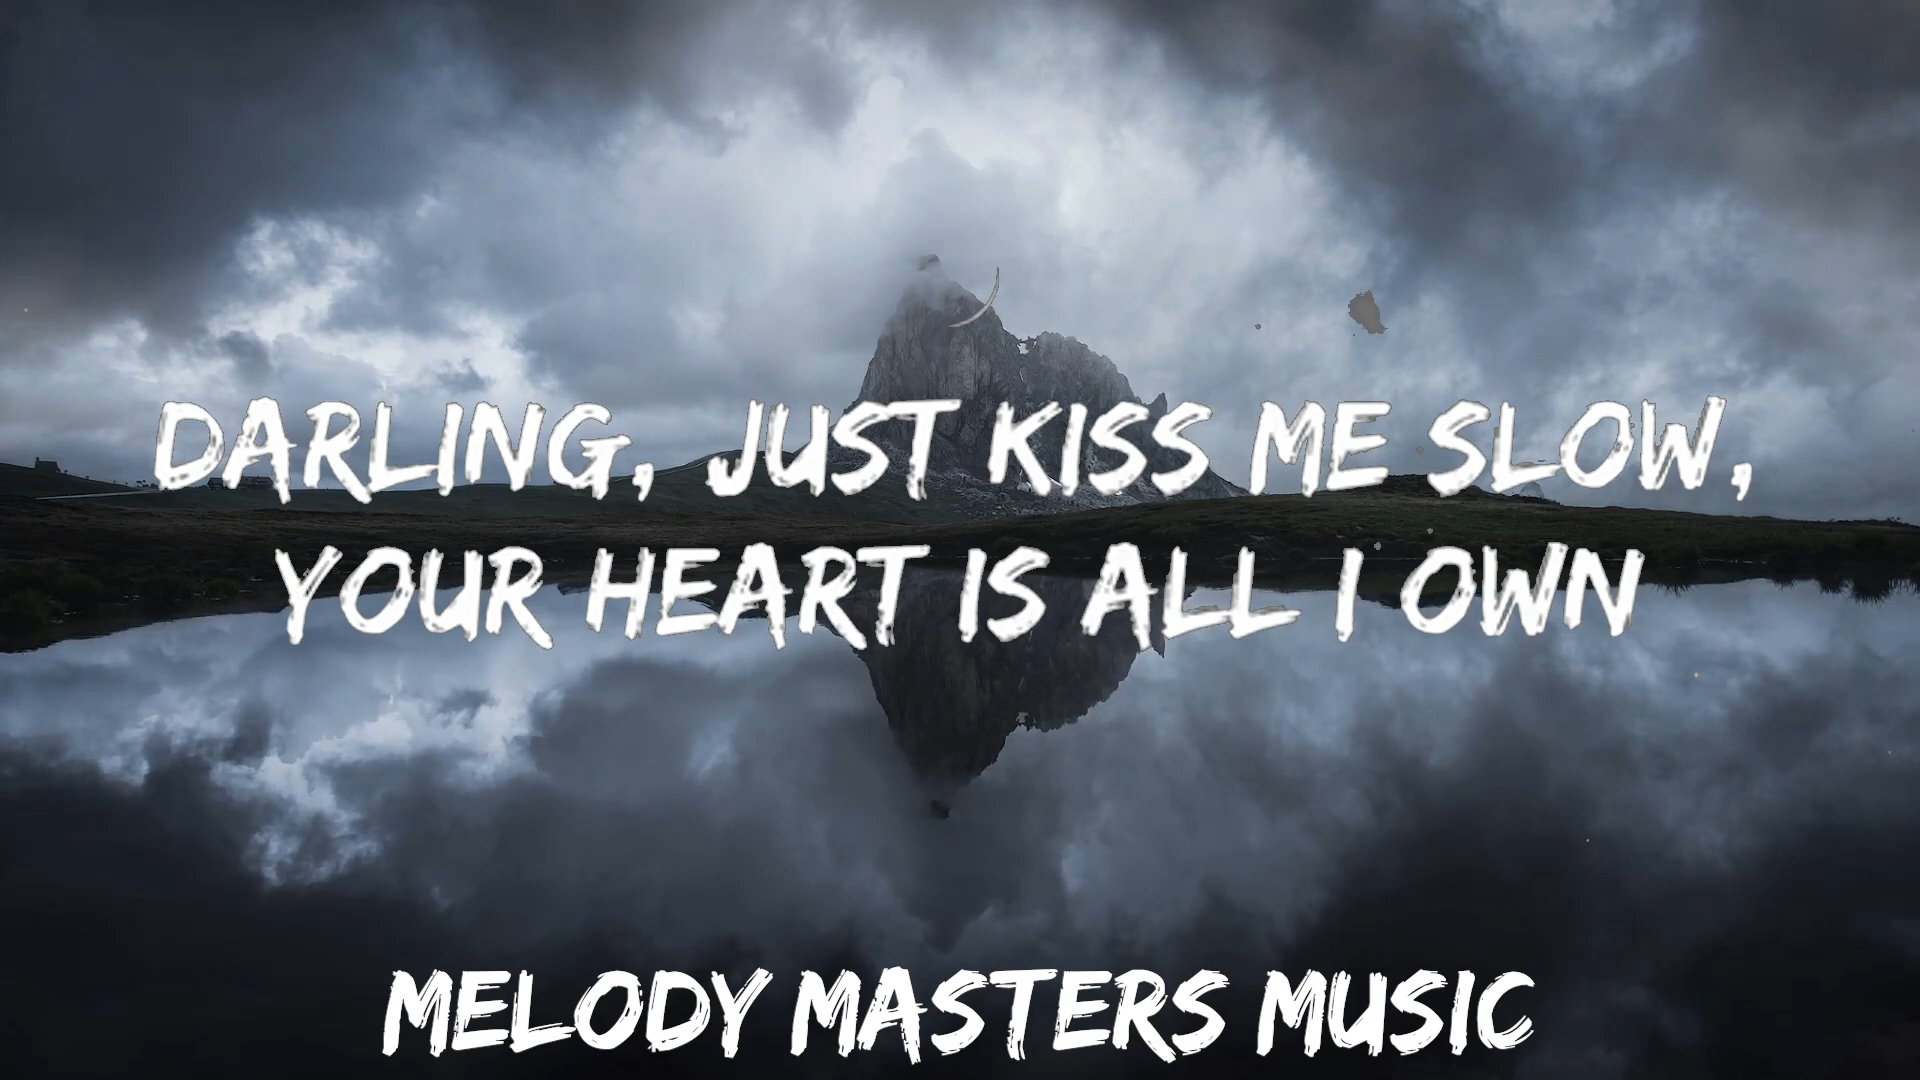 DARLING, JUST KISS ME SLOW,
YOUR HEART IS ALL I OWN
MELODY MASTERS MUSIC